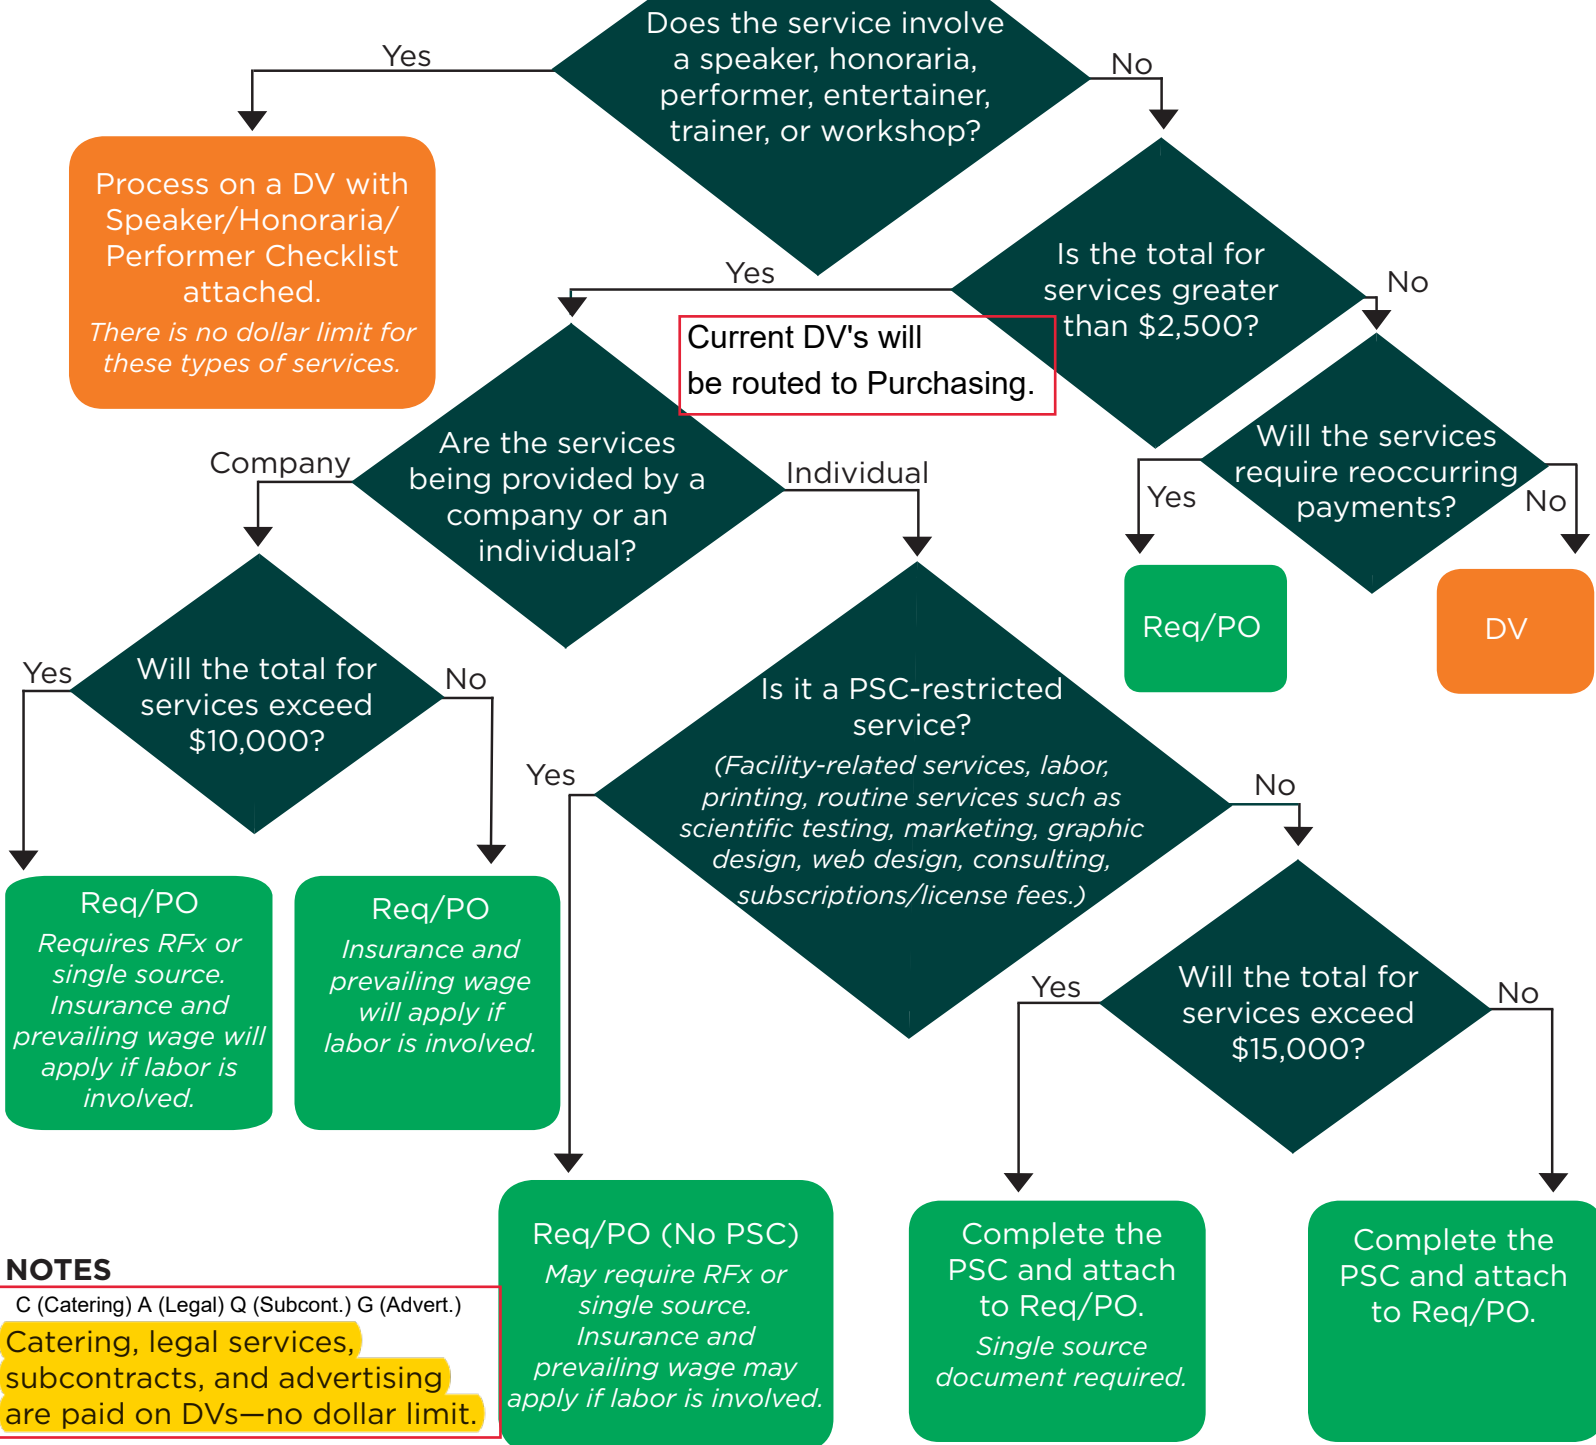 Does the service involve
a speaker, honoraria,
performer, entertainer,
trainer, or workshop?
Yes
No
Process on a DV with
Speaker/Honoraria/
Performer Checklist
attached.
There is no dollar limit for
these types of services.
Is the total for
services greater
than $2,500?
Yes
No
Current DV's will
be routed to Purchasing.
Are the services
being provided by a
company or an
individual?
Company
Individual
Will the services
require reoccurring
payments?
Yes
No
Req/PO
DV
Will the total for
services exceed
$10,000?
Yes
No
Is it a PSC-restricted
service?
(Facility-related services, labor,
printing, routine services such as
scientific testing, marketing, graphic
design, web design, consulting,
subscriptions/license fees.)
Yes
No
Req/PO
Requires RFx or
single source.
Insurance and
prevailing wage will
apply if labor is
involved.
Req/PO
Insurance and
prevailing wage
will apply if
labor is involved.
Will the total for
services exceed
$15,000?
Yes
No
Req/PO (No PSC)
May require RFx or
single source.
Insurance and
prevailing wage may
apply if labor is involved.
Complete the
PSC and attach
to Req/PO.
Single source
document required.
Complete the
PSC and attach
to Req/PO.
NOTES
C (Catering) A (Legal) Q (Subcont.) G (Advert.)
Catering, legal services,
subcontracts, and advertising
are paid on DVs—no dollar limit.